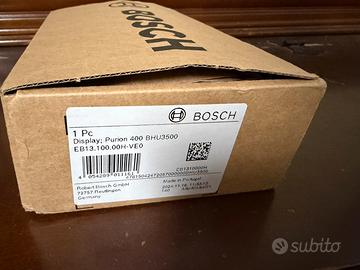 BOSCH
BOSCH
1 Pc
Display; Purion 400 BHU3500
EB13.100.00H-VE0
EB1310000H
Robert Bosch GmbH
72757 Reutlingen
Germany
Made in Portugal
subito